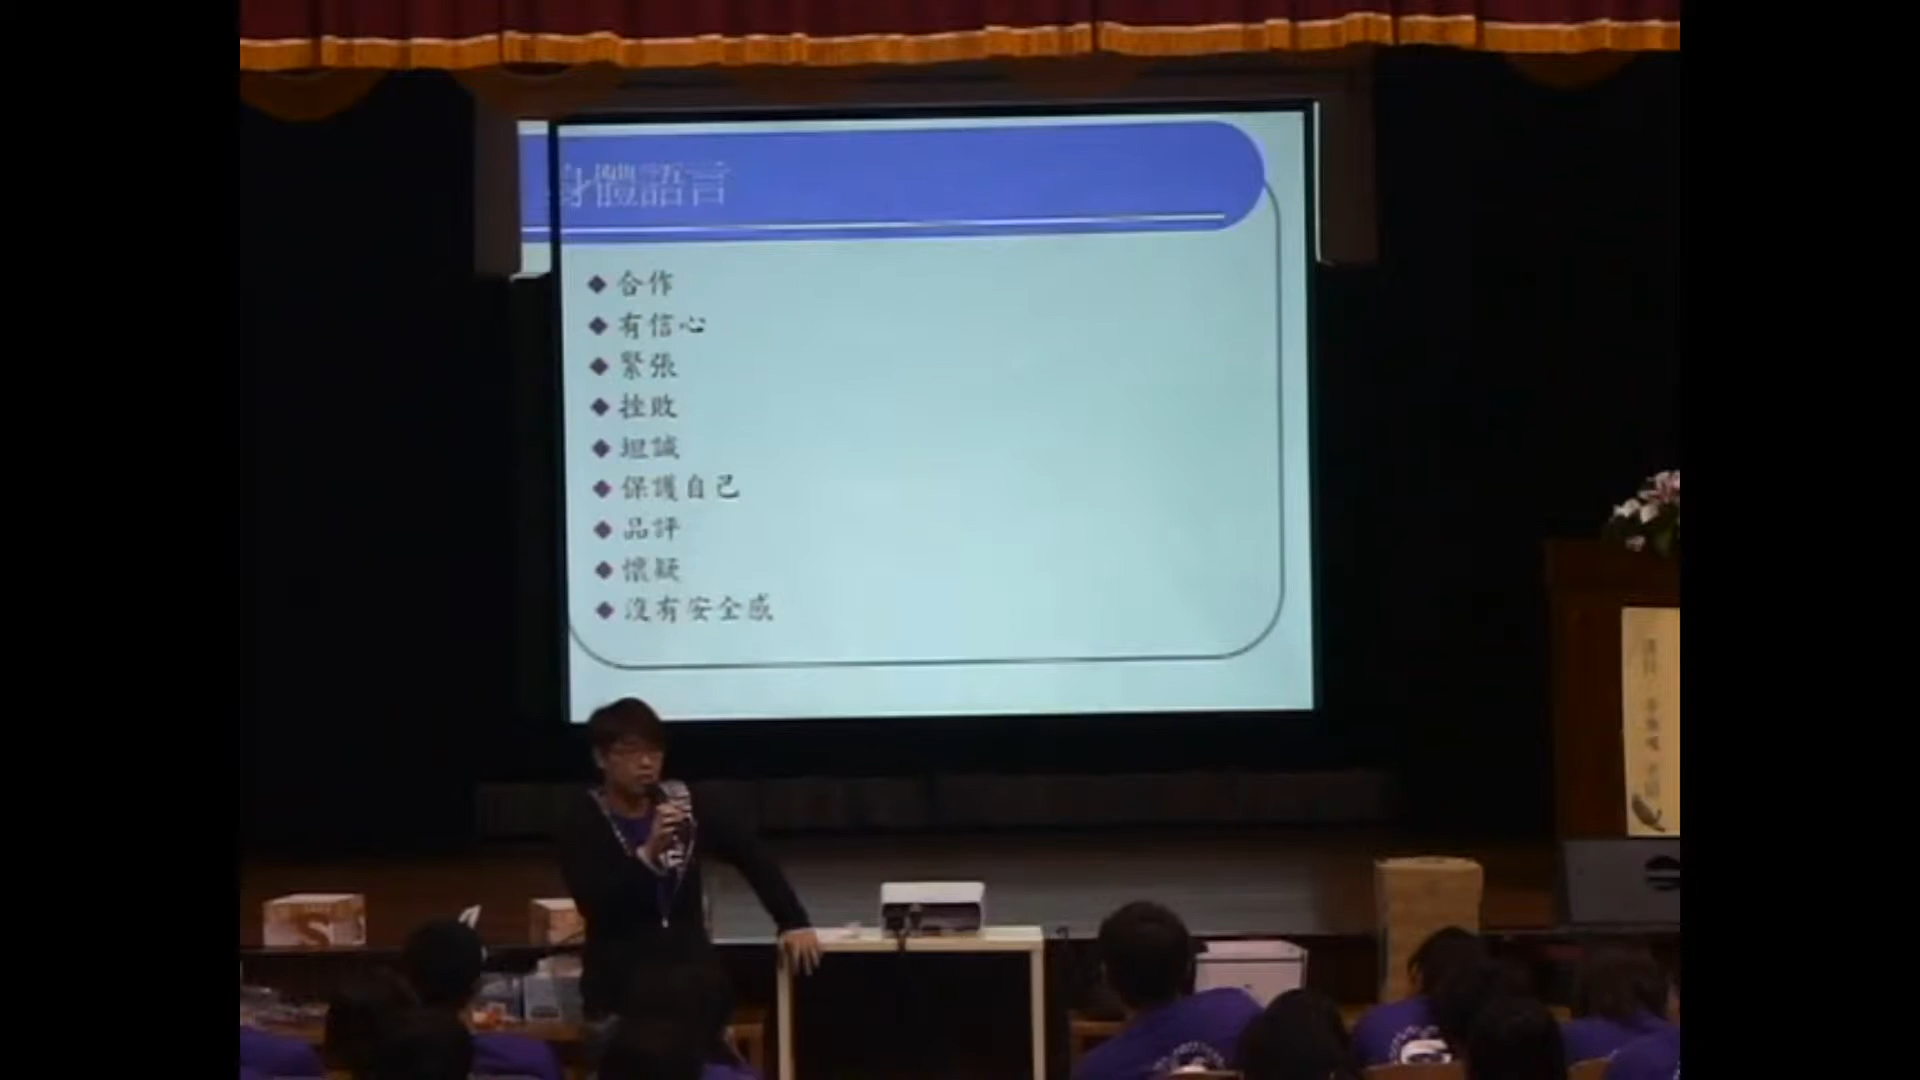 身體語言
合作
有信心
緊張
挫敗
坦誠
保護自己
品評
懷疑
沒有安全感